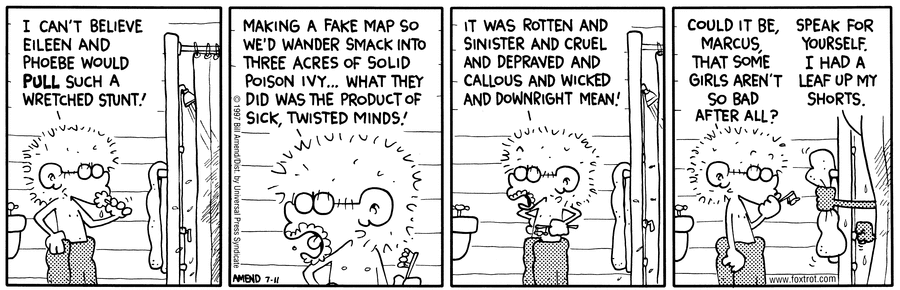 I CAN'T BELIEVE
EILEEN AND
PHOEBE WOULD
PULL SUCH A
WRETCHED STUNT!
MAKING A FAKE MAP SO
WE'D WANDER SMACK INTO
THREE ACRES OF SOLID
POISON IVY... WHAT THEY
DID WAS THE PRODUCT OF
SICK, TWISTED MINDS!
© 1997 Bill Amend/Dist. by Universal Press Syndicate
AMEND 7-11
IT WAS ROTTEN AND
SINISTER AND CRUEL
AND DEPRAVED AND
CALLOUS AND WICKED
AND DOWNRIGHT MEAN!
COULD IT BE,
MARCUS,
THAT SOME
GIRLS AREN'T
SO BAD
AFTER ALL?
SPEAK FOR
YOURSELF.
I HAD A
LEAF UP MY
SHORTS.
www.foxtrot.com